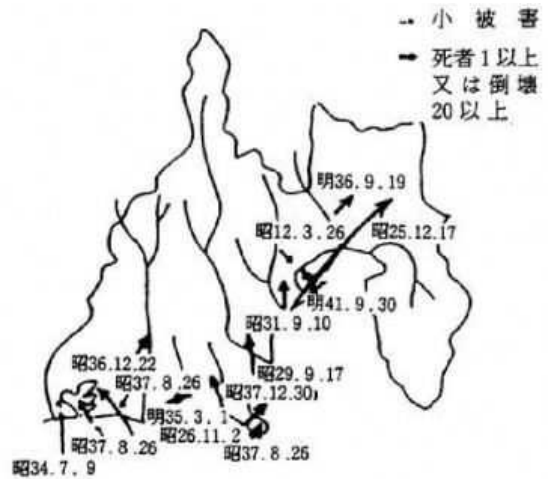 小被害
死者1以上
又は倒壊
20以上
明36.9.19
昭12.3.26
昭25.12.17
明41.9.30
昭31.9.10
昭36.12.22
昭29.9.17
昭37.8.26
昭37.12.30
明35.3.1
昭26.11.2
昭37.8.26
昭37.8.26
昭34.7.9